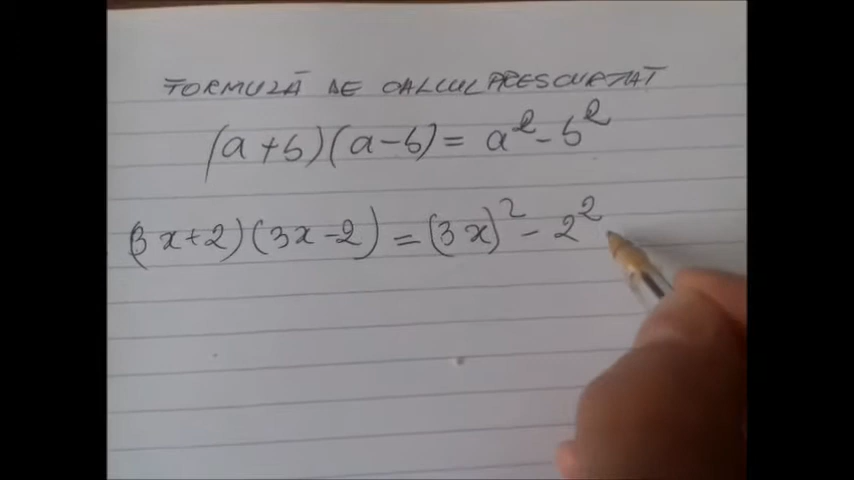 FORMULĂ DE CALCUL PRESCURTAT
(a+b)(a-b) = a² - b²
(3x+2)(3x-2) = (3x)² - 2²